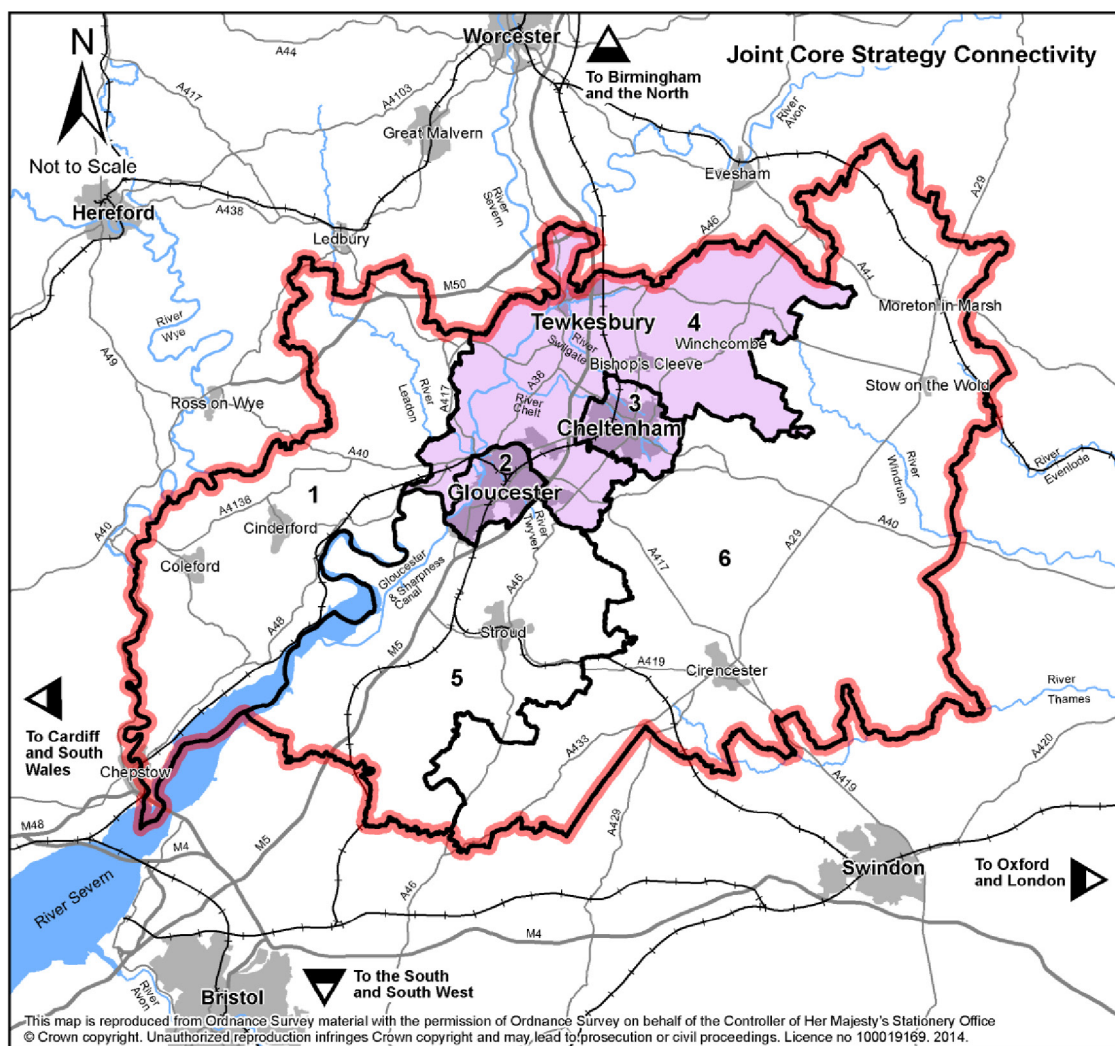 Joint Core Strategy Connectivity
N
Not to Scale
Worcester
To Birmingham
and the North
River
Avon
A44
A417
A4103
Great Malvern
Evesham
River
Severn
A29
Hereford
A438
Ledbury
A46
A44
M50
Moreton in Marsh
River
Wye
Tewkesbury
4
Winchcombe
River
Swilgate
Bishop's Cleeve
A49
River
Leadon
A417
A38
River
Chelt
3
Cheltenham
Stow on the Wold
Ross on Wye
A40
2
Gloucester
River
Windrush
River
Evenlode
1
A4136
Cinderford
A40
Coleford
River
Twyver
A40
A29
6
A417
Gloucester
& Sharpness
Canal
A46
A48
Stroud
M5
5
A419
Cirencester
River
Thames
To Cardiff
and South
Wales
Chepstow
A433
A420
A419
M48
M4
M5
A429
Swindon
To Oxford
and London
River Severn
A46
M4
River
Avon
Bristol
To the South
and South West
This map is reproduced from Ordnance Survey material with the permission of Ordnance Survey on behalf of the Controller of Her Majesty's Stationery Office
© Crown copyright. Unauthorized reproduction infringes Crown copyright and may lead to prosecution or civil proceedings. Licence no 100019169. 2014.